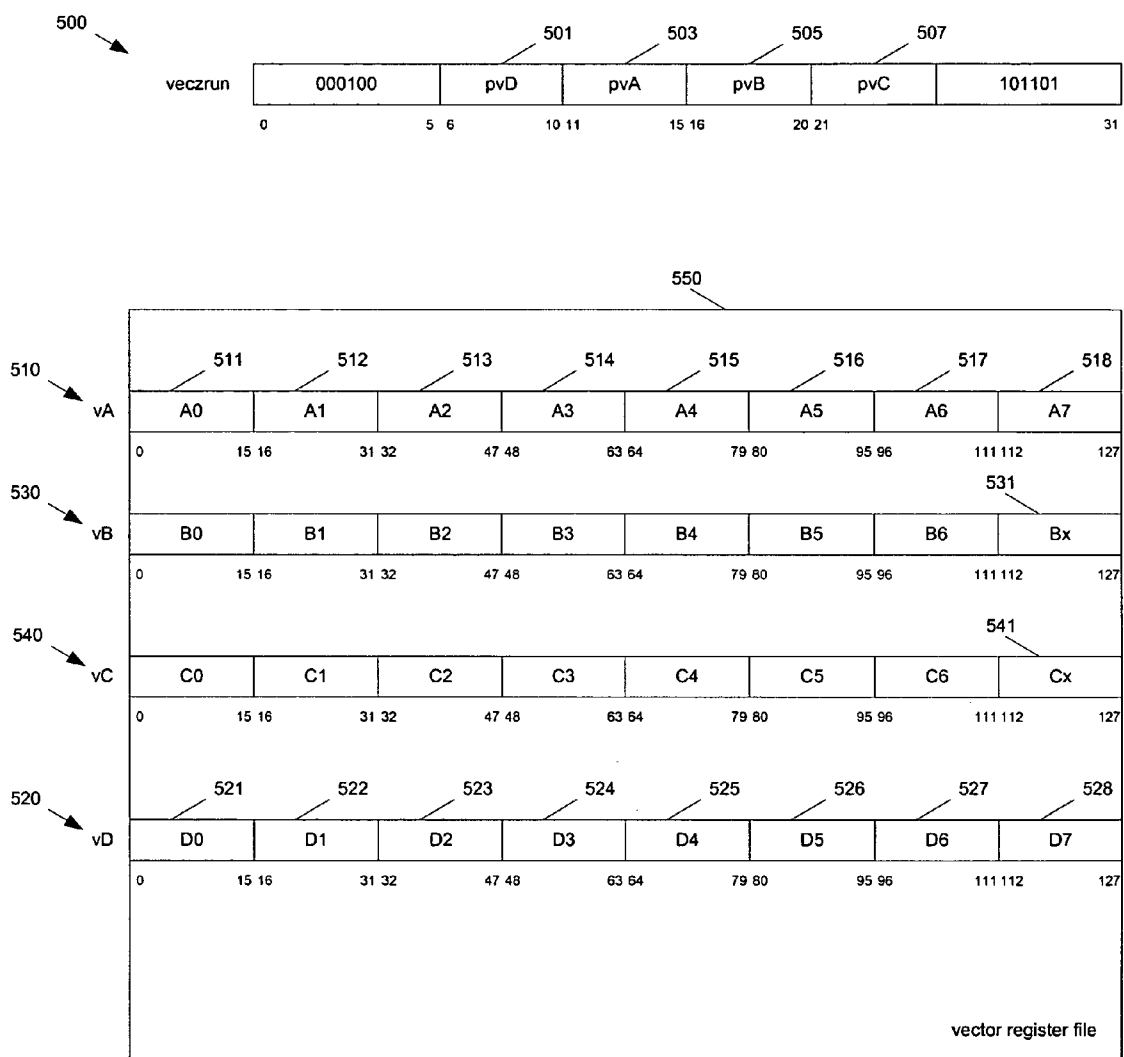 500
501 503 505 507
veczrun 000100 pvD pvA pvB pvC 101101
0 5 6 10 11 15 16 20 21 31
550
510 511 512 513 514 515 516 517 518
vA A0 A1 A2 A3 A4 A5 A6 A7
0 15 16 31 32 47 48 63 64 79 80 95 96 111 112 127
530 531
vB B0 B1 B2 B3 B4 B5 B6 Bx
0 15 16 31 32 47 48 63 64 79 80 95 96 111 112 127
540 541
vC C0 C1 C2 C3 C4 C5 C6 Cx
0 15 16 31 32 47 48 63 64 79 80 95 96 111 112 127
520 521 522 523 524 525 526 527 528
vD D0 D1 D2 D3 D4 D5 D6 D7
0 15 16 31 32 47 48 63 64 79 80 95 96 111 112 127
vector register file